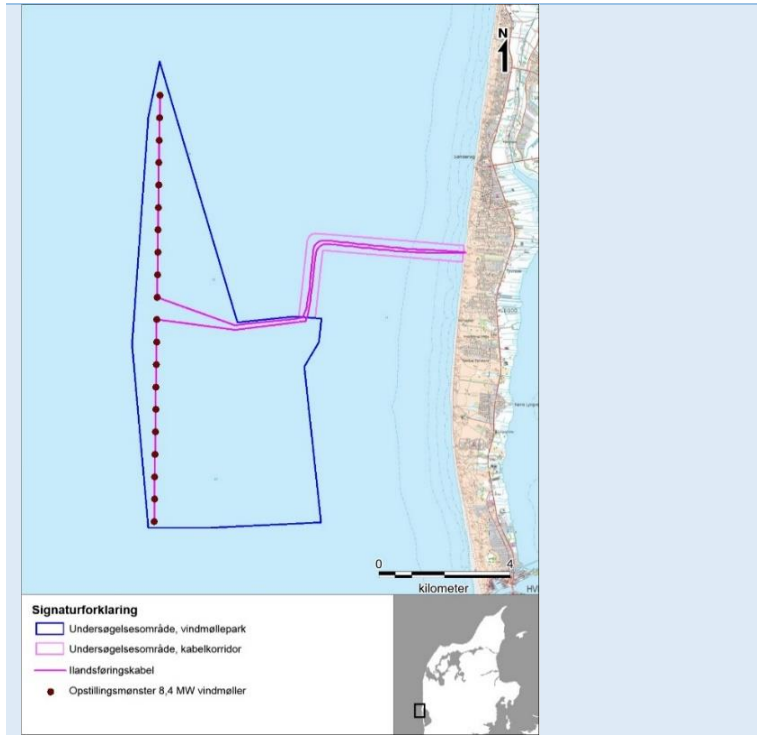 N
0 4
kilometer
HV
Signaturforklaring
Undersøgelsesområde, vindmøllepark
Undersøgelsesområde, kabelkorridor
Ilandsføringskabel
Opstillingsmønster 8,4 MW vindmøller